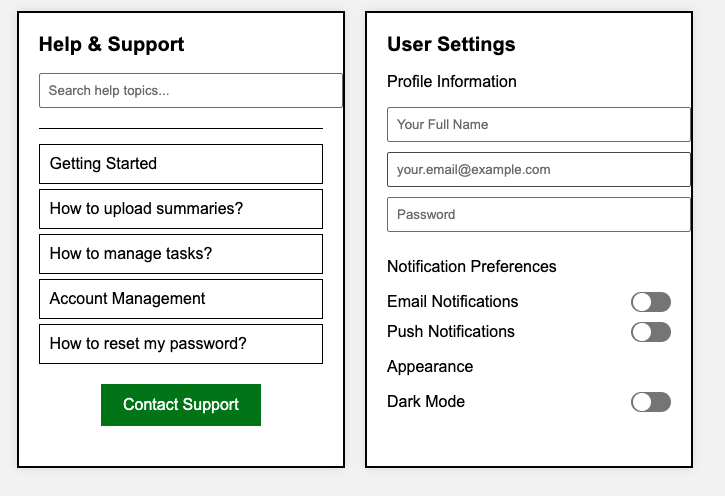 Help & Support
Search help topics...
Getting Started
How to upload summaries?
How to manage tasks?
Account Management
How to reset my password?
Contact Support
User Settings
Profile Information
Your Full Name
your.email@example.com
Password
Notification Preferences
Email Notifications
Push Notifications
Appearance
Dark Mode